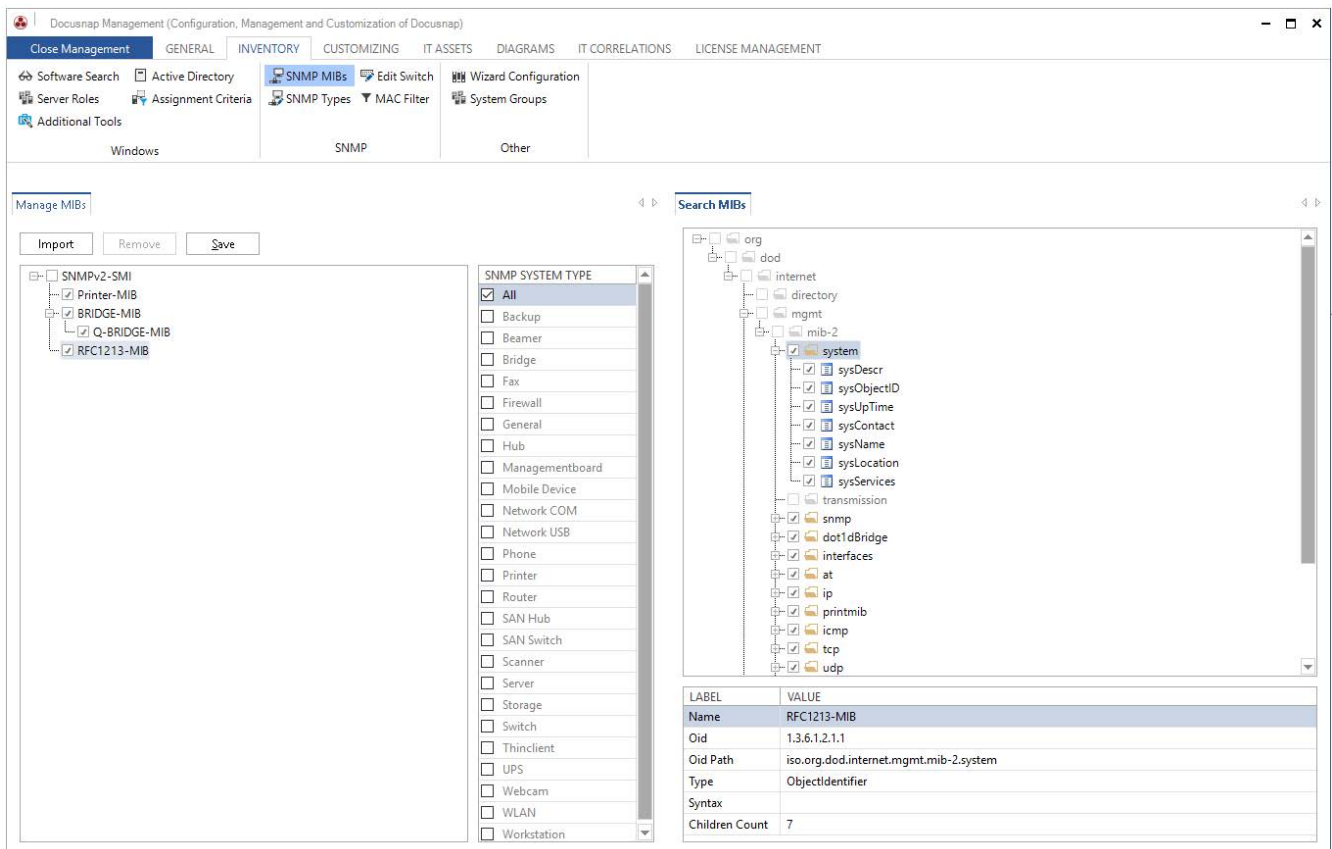 Docusnap Management (Configuration, Management and Customization of Docusnap)
Close Management GENERAL INVENTORY CUSTOMIZING IT ASSETS DIAGRAMS IT CORRELATIONS LICENSE MANAGEMENT
Software Search Active Directory SNMP MIBs Edit Switch Wizard Configuration
Server Roles Assignment Criteria SNMP Types MAC Filter System Groups
Additional Tools
Windows SNMP Other
Manage MIBs
Import Remove Save
SNMPv2-SMI
Printer-MIB
BRIDGE-MIB
Q-BRIDGE-MIB
RFC1213-MIB
SNMP SYSTEM TYPE
All
Backup
Beamer
Bridge
Fax
Firewall
General
Hub
Managementboard
Mobile Device
Network COM
Network USB
Phone
Printer
Router
SAN Hub
SAN Switch
Scanner
Server
Storage
Switch
Thinclient
UPS
Webcam
WLAN
Workstation
Search MIBs
org
dod
internet
directory
mgmt
mib-2
system
sysDescr
sysObjectID
sysUpTime
sysContact
sysName
sysLocation
sysServices
transmission
snmp
dot1dBridge
interfaces
at
ip
printmib
icmp
tcp
udp
LABEL VALUE
Name RFC1213-MIB
Oid 1.3.6.1.2.1.1
Oid Path iso.org.dod.internet.mgmt.mib-2.system
Type ObjectIdentifier
Syntax
Children Count 7